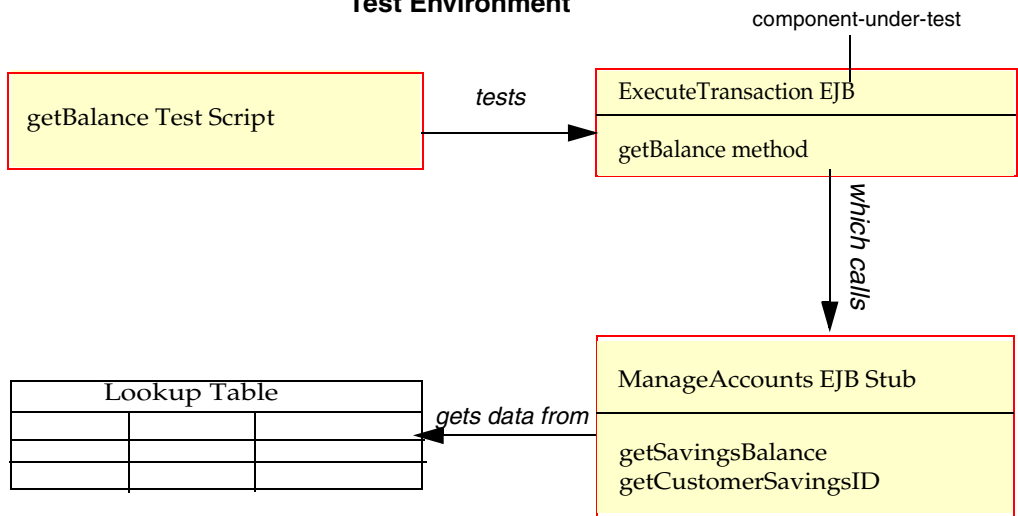 Test Environment
component-under-test
getBalance Test Script
tests
ExecuteTransaction EJB
getBalance method
which calls
ManageAccounts EJB Stub
getSavingsBalance
getCustomerSavingsID
gets data from
Lookup Table